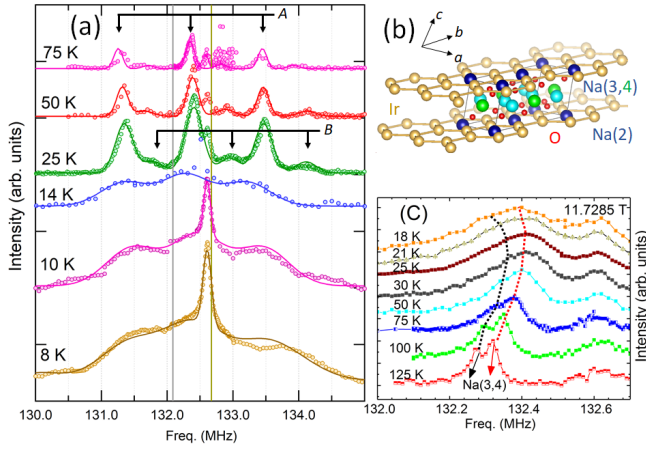 (a)
A
75 K
50 K
25 K
B
14 K
10 K
8 K
Intensity (arb. units)
130.0 131.0 132.0 133.0 134.0
Freq. (MHz)
(b)
c
b
a
Ir
Na(3,4)
Na(2)
O
(C)
11.7285 T
18 K
21 K
25 K
30 K
50 K
75 K
100 K
125 K
Na(3,4)
Intensity (arb. units)
132.0 132.2 132.4 132.6
Freq. (MHz)